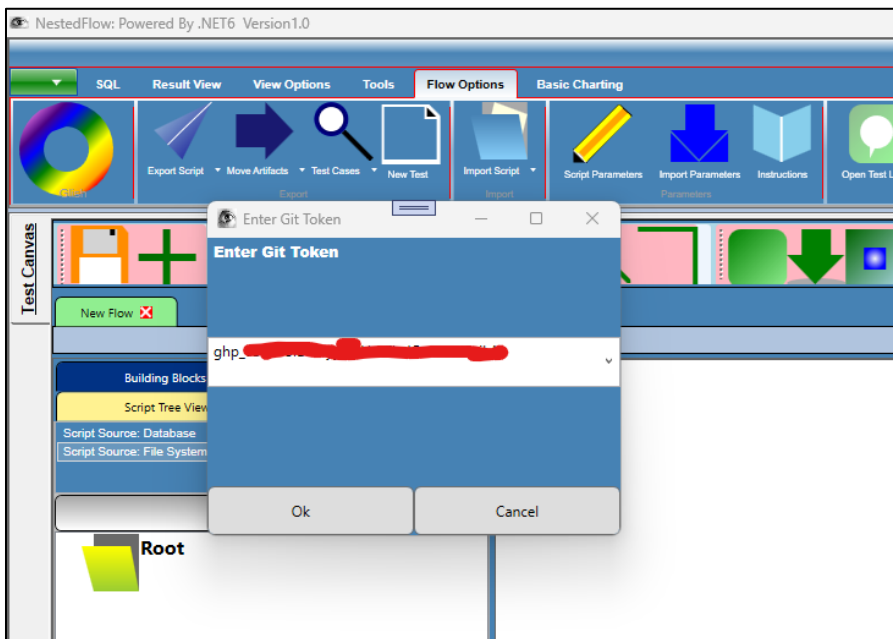 NestedFlow: Powered By .NET6 Version1.0
SQL Result View View Options Tools Flow Options Basic Charting
Glian
Export Script Move Artifacts Test Cases New Test Import Script Script Parameters Import Parameters Instructions Open Test
Export Import Parameters
Test Canvas
Enter Git Token
Enter Git Token
New Flow
ghp_
Building Blocks
Script Tree View
Script Source: Database
Script Source: File System
Ok Cancel
Root